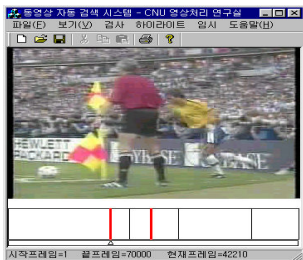 동영상 자동 검색 시스템 - CNU 영상처리 연구실
파일(F) 보기(V) 검사 하이라이트 임시 도움말(H)
HEWLETT
PACKARD
시작프레임=1 끝프레임=70000 현재프레임=42210